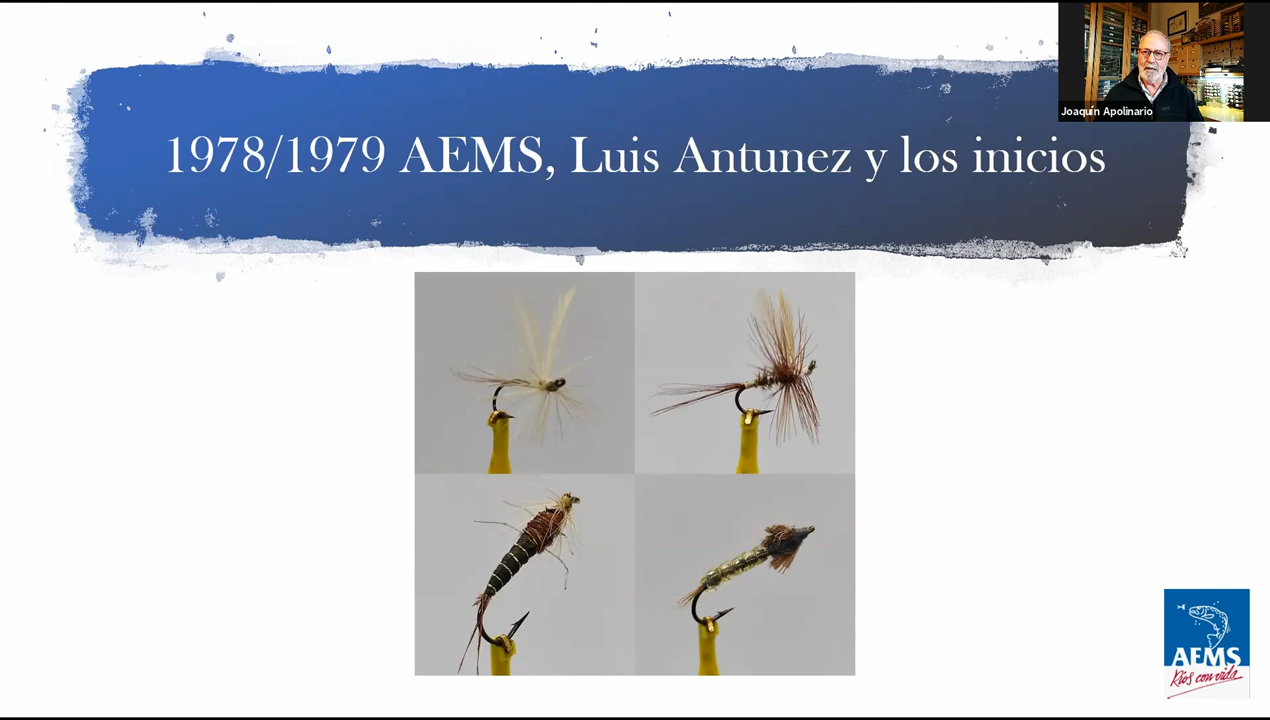 1978/1979 AEMS, Luis Antunez y los inicios
Joaquín Apolinario
AEMS
Ríos con vida